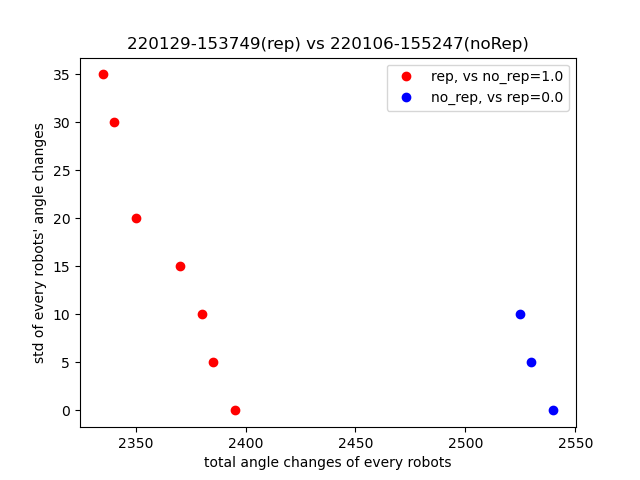 220129-153749(rep) vs 220106-155247(noRep)
rep, vs no_rep=1.0
no_rep, vs rep=0.0
std of every robots' angle changes
35
30
25
20
15
10
5
0
2350 2400 2450 2500 2550
total angle changes of every robots